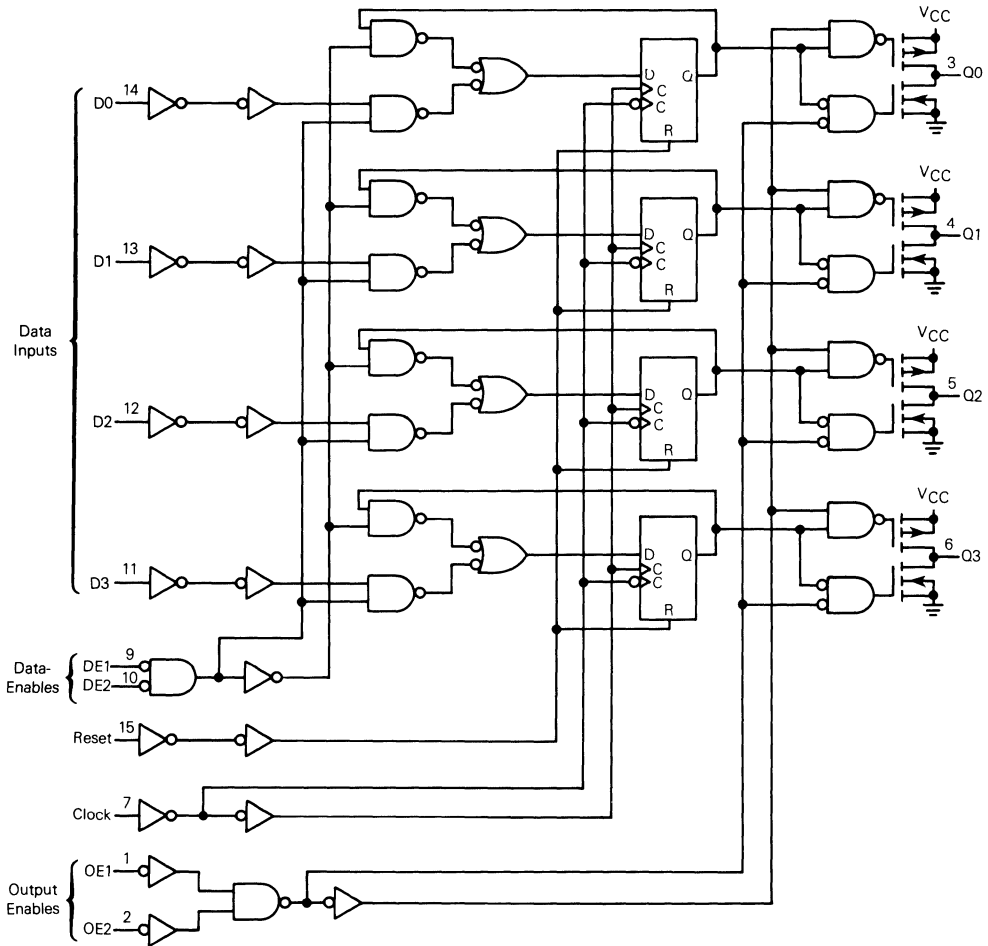 VCC
D0 14
D Q
C
C
R
3 Q0
VCC
D1 13
D Q
C
C
R
4 Q1
Data
Inputs
VCC
D2 12
D Q
C
C
R
5 Q2
VCC
D3 11
D Q
C
C
R
6 Q3
Data-
Enables
DE1 9
DE2 10
Reset 15
Clock 7
Output
Enables
OE1 1
OE2 2